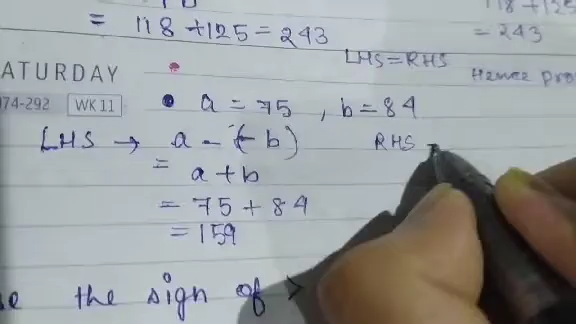 = 118 + 125 = 243
118 + 125
= 243
LHS = RHS
Hence
ATURDAY
74-292 WK 11
a = 75 , b = 84
LHS → a - (- b)
RHS
= a + b
= 75 + 84
= 159
the sign of >